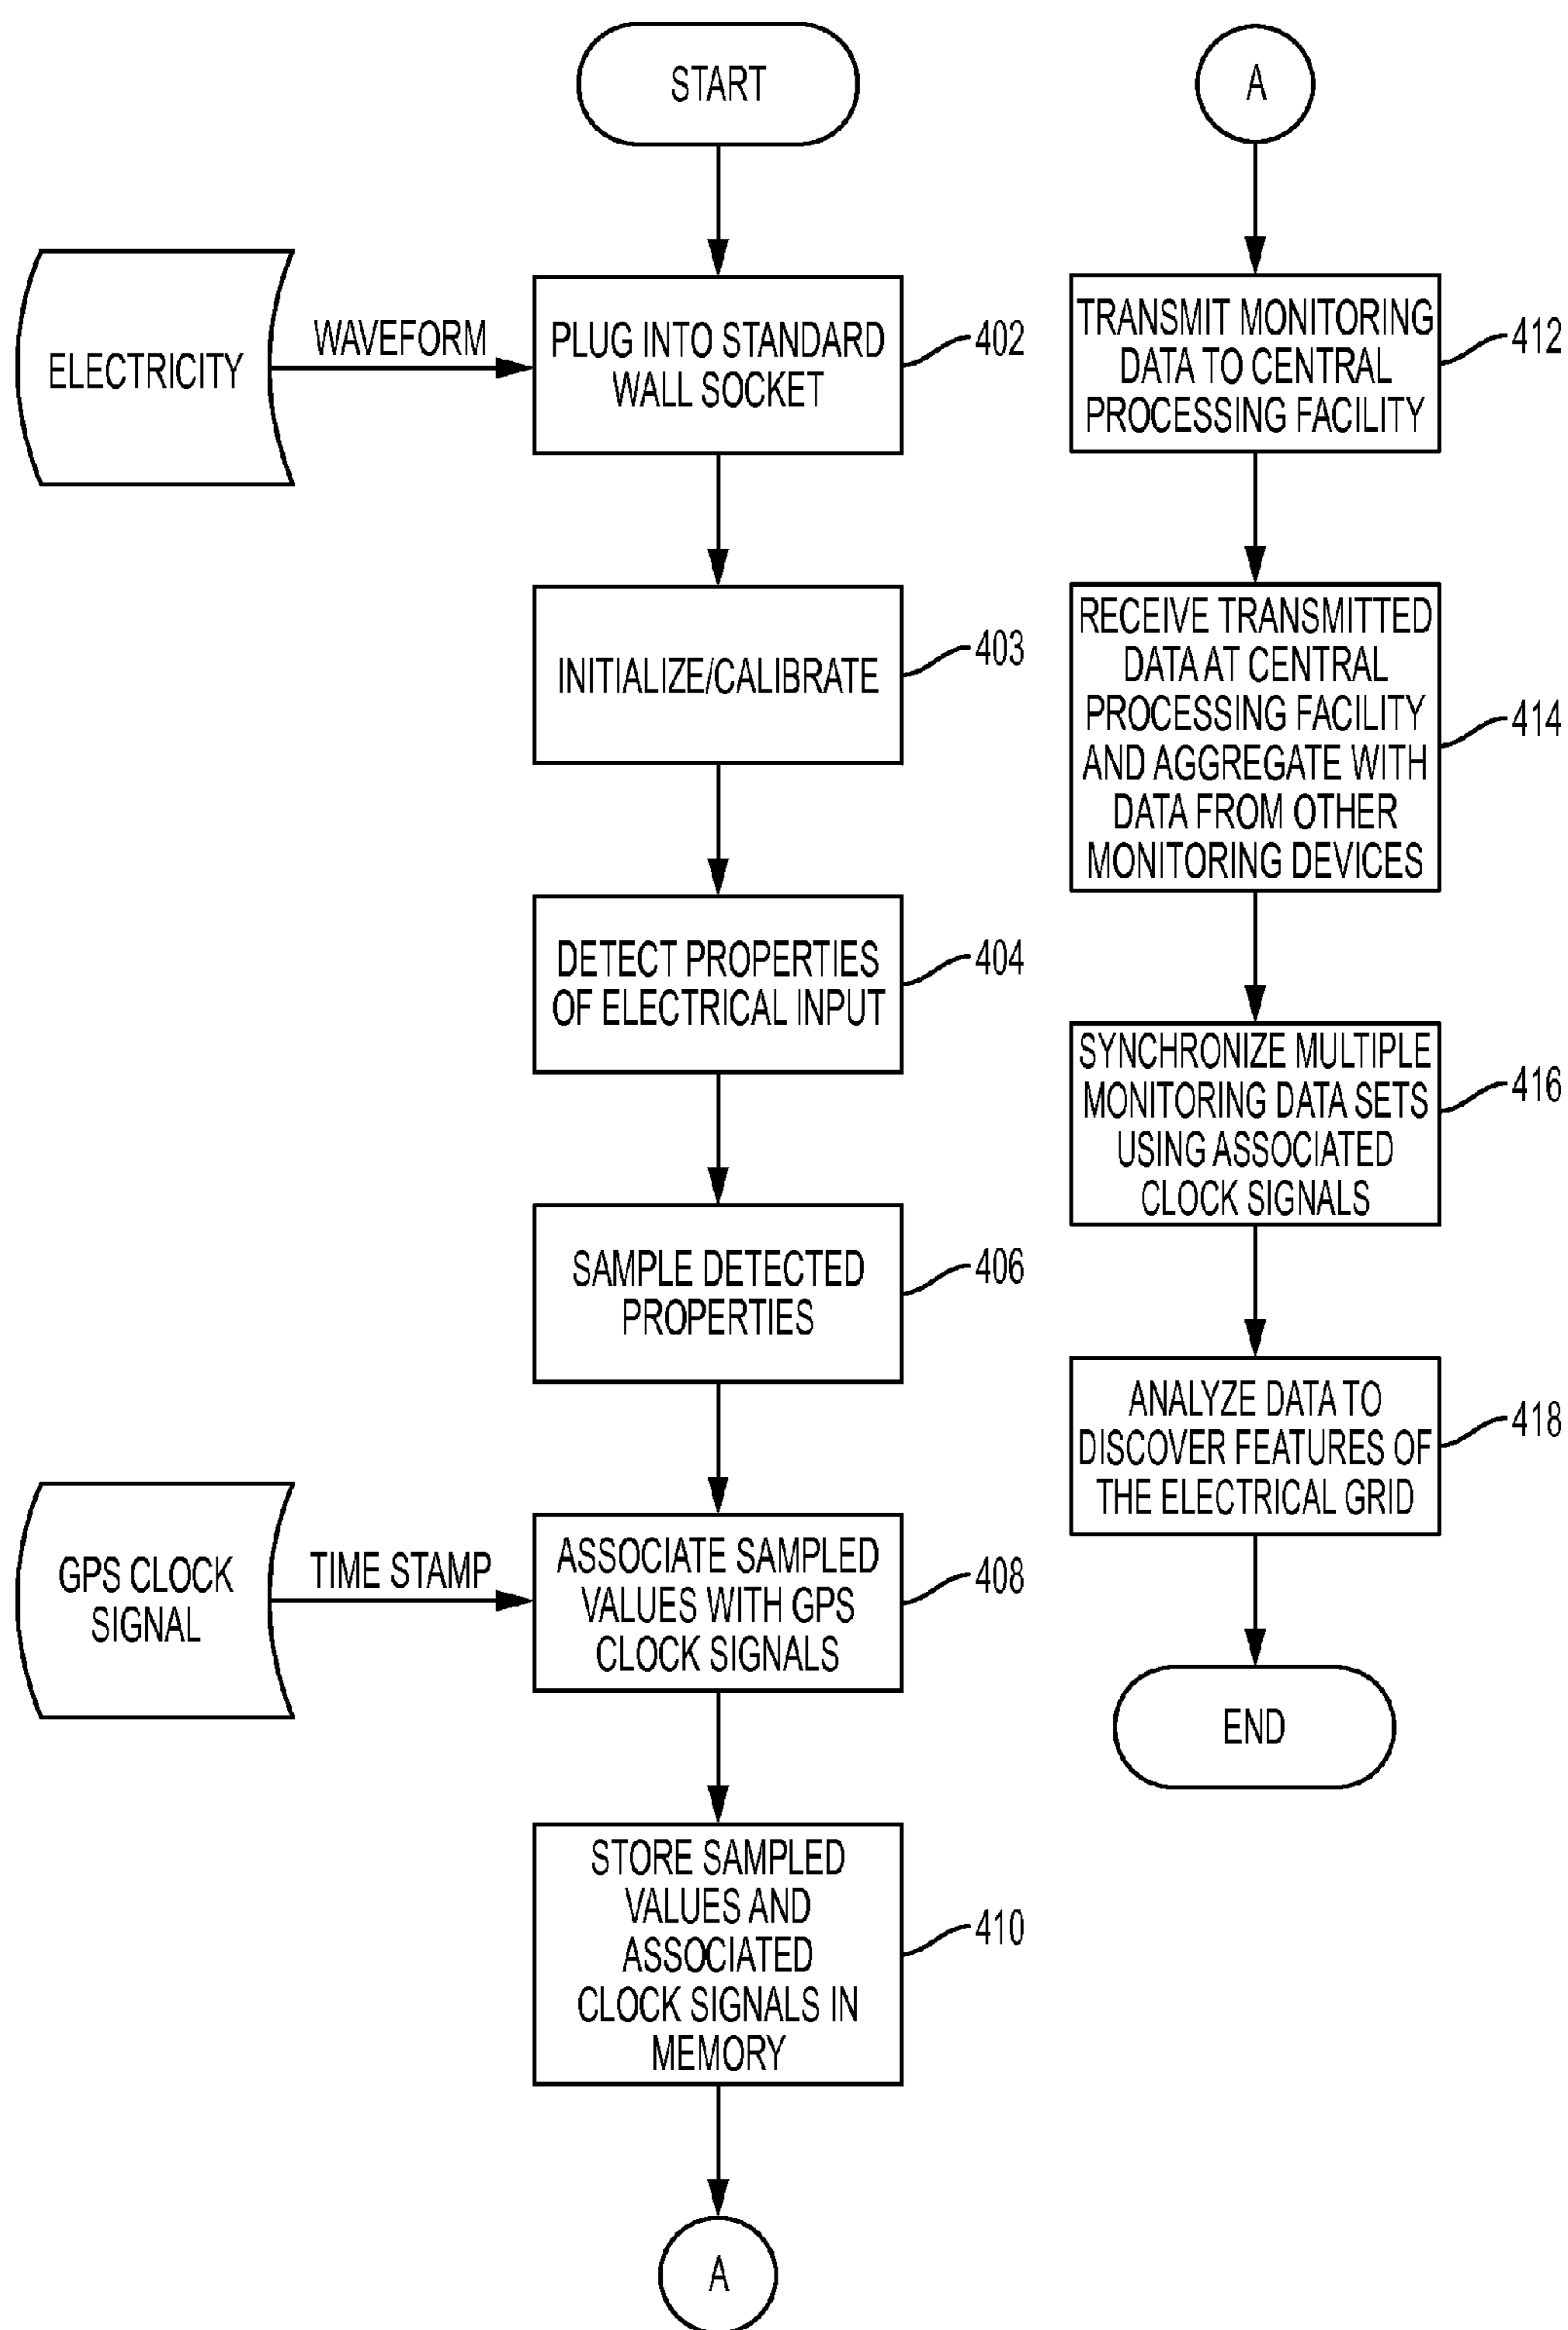 START
ELECTRICITY
WAVEFORM
PLUG INTO STANDARD
WALL SOCKET
402
INITIALIZE/CALIBRATE
403
DETECT PROPERTIES
OF ELECTRICAL INPUT
404
SAMPLE DETECTED
PROPERTIES
406
GPS CLOCK
SIGNAL
TIME STAMP
ASSOCIATE SAMPLED
VALUES WITH GPS
CLOCK SIGNALS
408
STORE SAMPLED
VALUES AND
ASSOCIATED
CLOCK SIGNALS IN
MEMORY
410
A
A
TRANSMIT MONITORING
DATA TO CENTRAL
PROCESSING FACILITY
412
RECEIVE TRANSMITTED
DATA AT CENTRAL
PROCESSING FACILITY
AND AGGREGATE WITH
DATA FROM OTHER
MONITORING DEVICES
414
SYNCHRONIZE MULTIPLE
MONITORING DATA SETS
USING ASSOCIATED
CLOCK SIGNALS
416
ANALYZE DATA TO
DISCOVER FEATURES OF
THE ELECTRICAL GRID
418
END